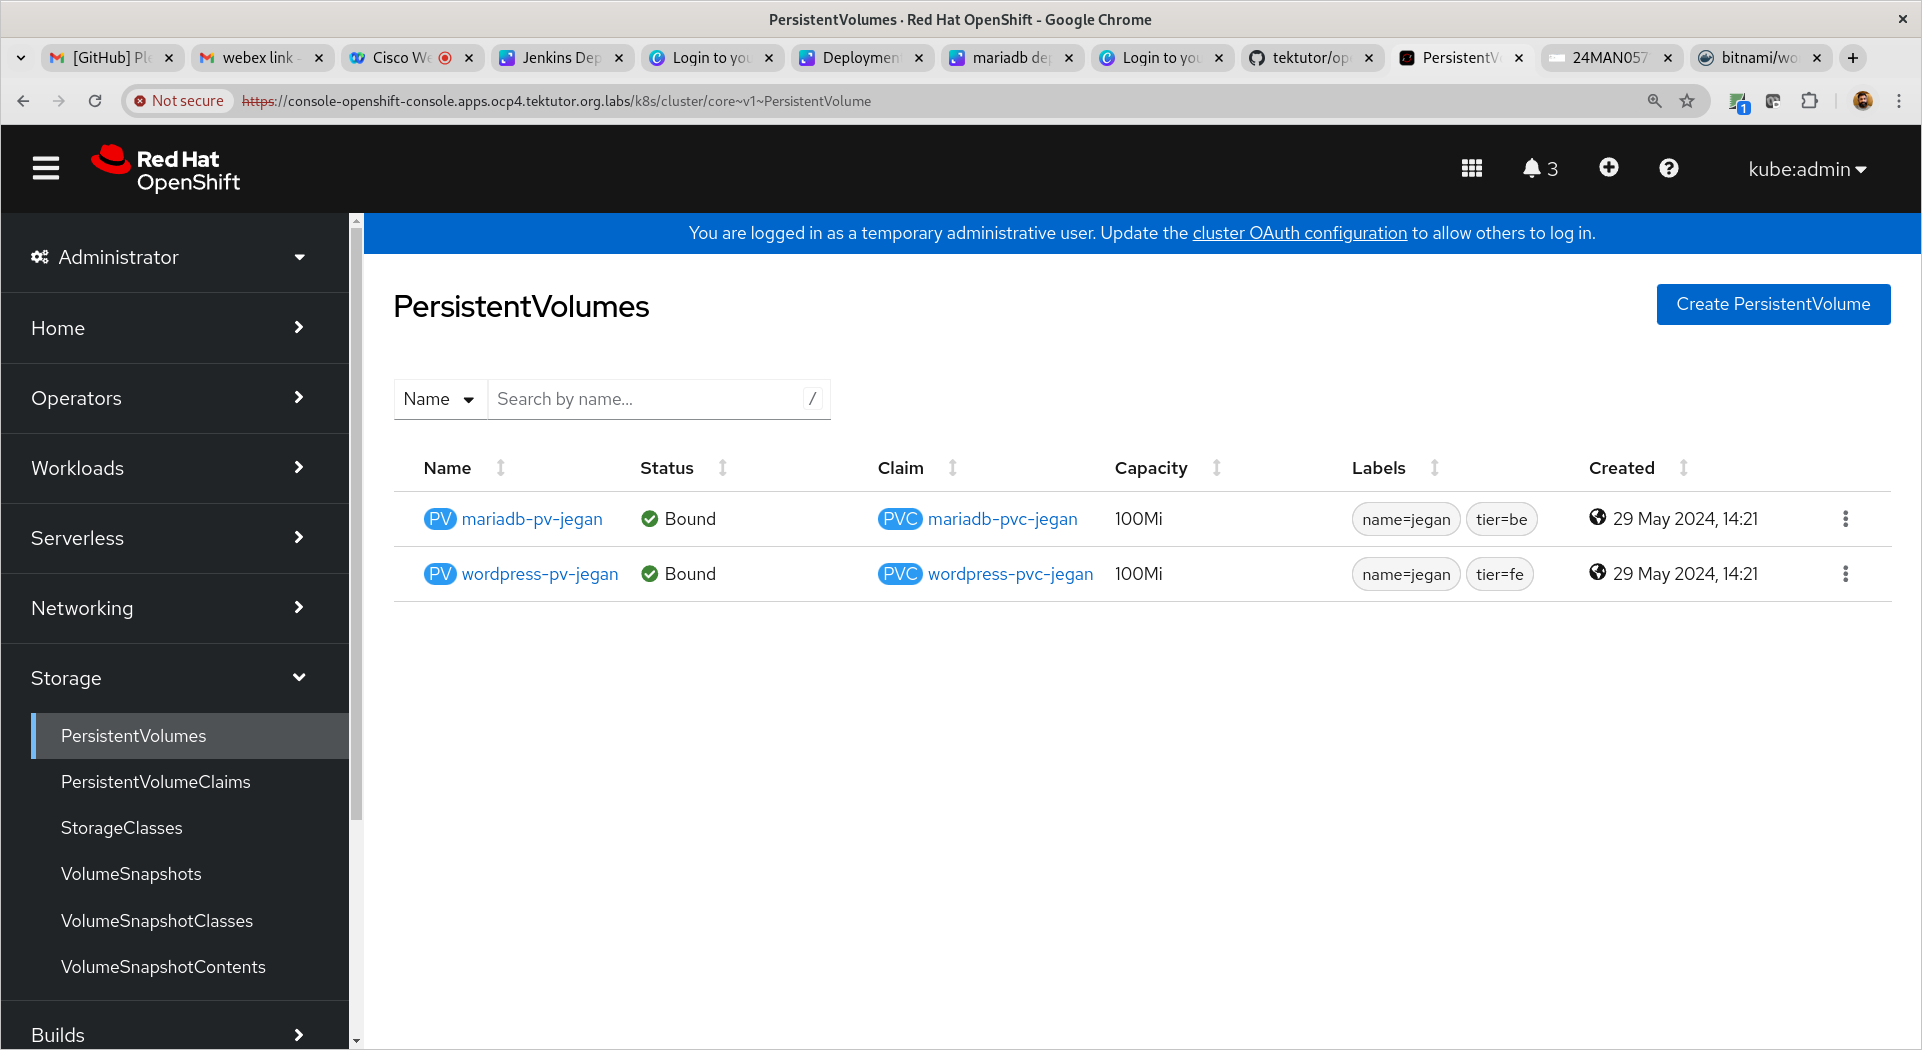 PersistentVolumes · Red Hat OpenShift - Google Chrome
[GitHub] Pl
webex link -
Cisco We
Jenkins Dep
Login to you
Deploymen
mariadb de
Login to you
tektutor/op
PersistentV
24MAN057
bitnami/wo
Not secure
https://console-openshift-console.apps.ocp4.tektutor.org.labs/k8s/cluster/core~v1~PersistentVolume
1
Red Hat
OpenShift
3
kube:admin
You are logged in as a temporary administrative user. Update the cluster OAuth configuration to allow others to log in.
Administrator
Home
Operators
Workloads
Serverless
Networking
Storage
PersistentVolumes
PersistentVolumeClaims
StorageClasses
VolumeSnapshots
VolumeSnapshotClasses
VolumeSnapshotContents
Builds
PersistentVolumes
Create PersistentVolume
Name Search by name... /
Name Status Claim Capacity Labels Created
PV mariadb-pv-jegan Bound PVC mariadb-pvc-jegan 100Mi name=jegan tier=be 29 May 2024, 14:21
PV wordpress-pv-jegan Bound PVC wordpress-pvc-jegan 100Mi name=jegan tier=fe 29 May 2024, 14:21